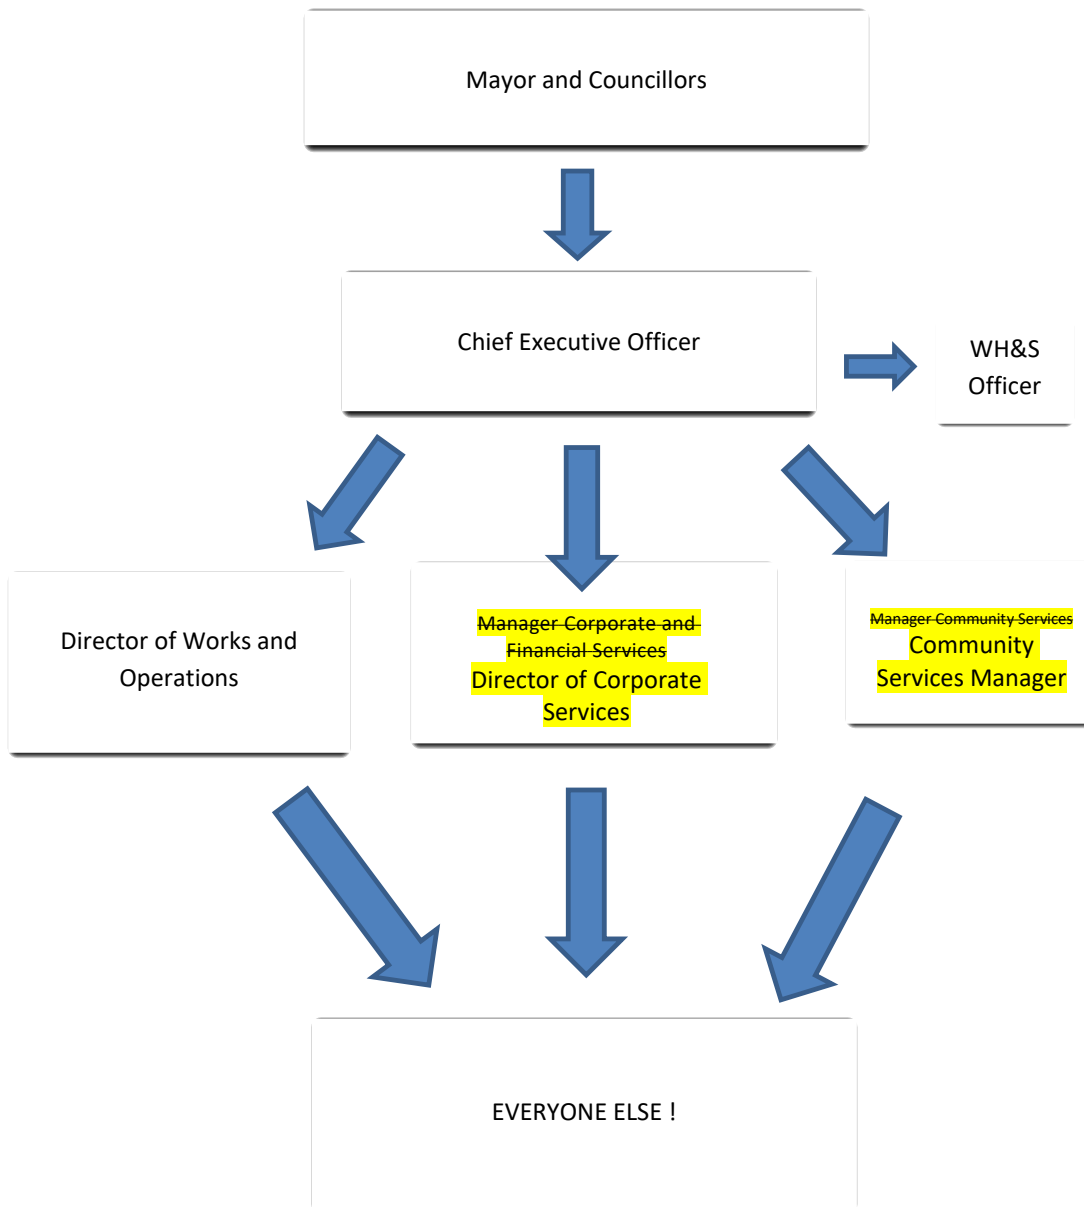 Mayor and Councillors
Chief Executive Officer
WH&S
Officer
Director of Works and
Operations
Manager Corporate and
Financial Services
Director of Corporate
Services
Manager Community Services
Community
Services Manager
EVERYONE ELSE !